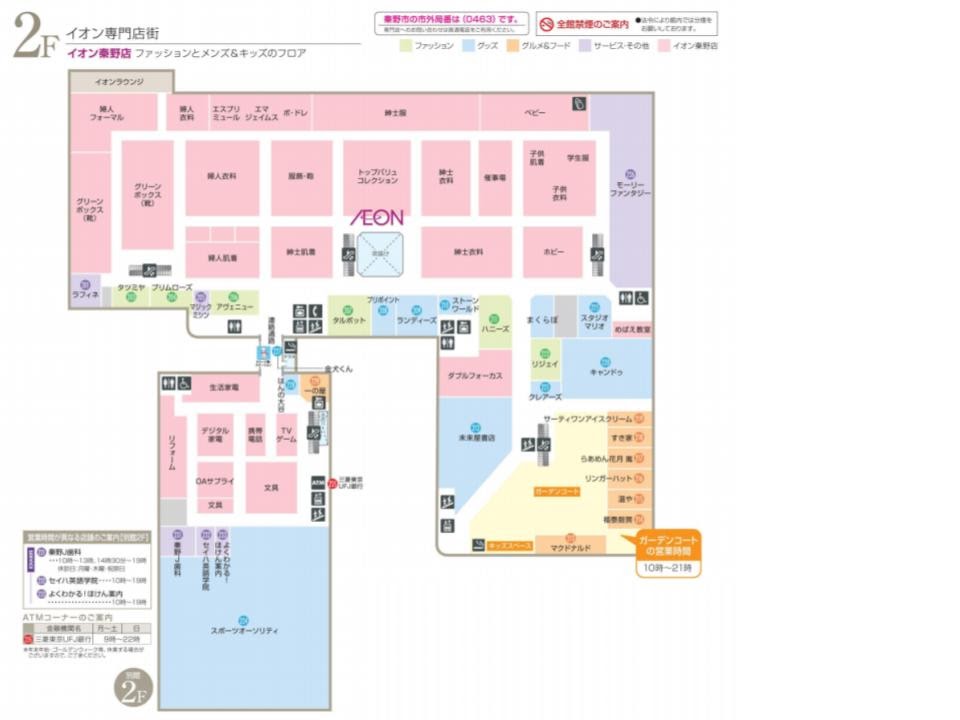 2F イオン専門店街
イオン秦野店 ファッションとメンズ&キッズのフロア
秦野市の市外局番は(0463)です。
専門店へのお問い合わせは直通電話をご利用ください。
全館禁煙のご案内
●法令により館内では分煙を
お願いしております。
ファッション グッズ グルメ&フード サービス・その他 イオン秦野店
イオンラウンジ
婦人
フォーマル
婦人
衣料
エスプリ
ミュール
エマ
ジェイムス
ボ・ドレ
紳士服
ベビー
グリーン
ボックス
(靴)
グリーン
ボックス
(靴)
婦人衣料
服飾・鞄
トップバリュ
コレクション
紳士
衣料
催事場
子供
肌着
学生服
子供
衣料
モーリー
ファンタジー
AEON
吹抜け
婦人肌着
紳士肌着
紳士衣料
ホビー
ラフィネ
タツミヤ
プリムローズ
マジック
ミシン
アヴェニュー
連絡通路
タルボット
プリポイント
ランディーズ
ストーン
ワールド
ハニーズ
まくらぼ
スタジオ
マリオ
めばえ教室
ダブルフォーカス
リジェイ
クレアーズ
キャンドゥ
未来屋書店
サーティワンアイスクリーム
すき家
らあめん花月 嵐
リンガーハット
ガーデンコート
キッズスペース
マクドナルド
ガーデンコート
の営業時間
10時~21時
金犬くん
ほんの大谷
一の屋
生活家電
リフォーム
デジタル
家電
携帯
電話
TV
ゲーム
OAサプライ
文具
文具
ATM
三菱東京
UFJ銀行
秦野J歯科
セイハ英語学院
よくわかる!
ほけん案内
スポーツオーソリティ
営業時間が異なる店舗のご案内[別館2F]
SERVICE
秦野J歯科
・・・10時~13時、14時30分~19時
休診日:月曜・木曜・祝祭日
セイハ英語学院・・・・10時~19時
よくわかる!ほけん案内
・・・10時~19時
ATMコーナーのご案内
金融機関名 月~土 日
三菱東京UFJ銀行 9時~22時
※年末年始・ゴールデンウィーク等、休業する場合が
ございますので、ご了承ください。
別館
2F